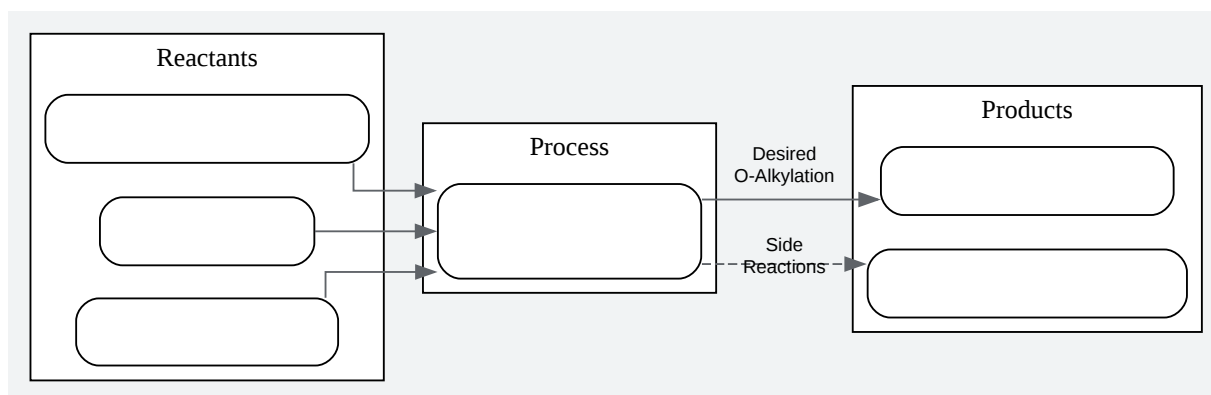 Reactants
Process
Products
Desired
O-Alkylation
Side
Reactions